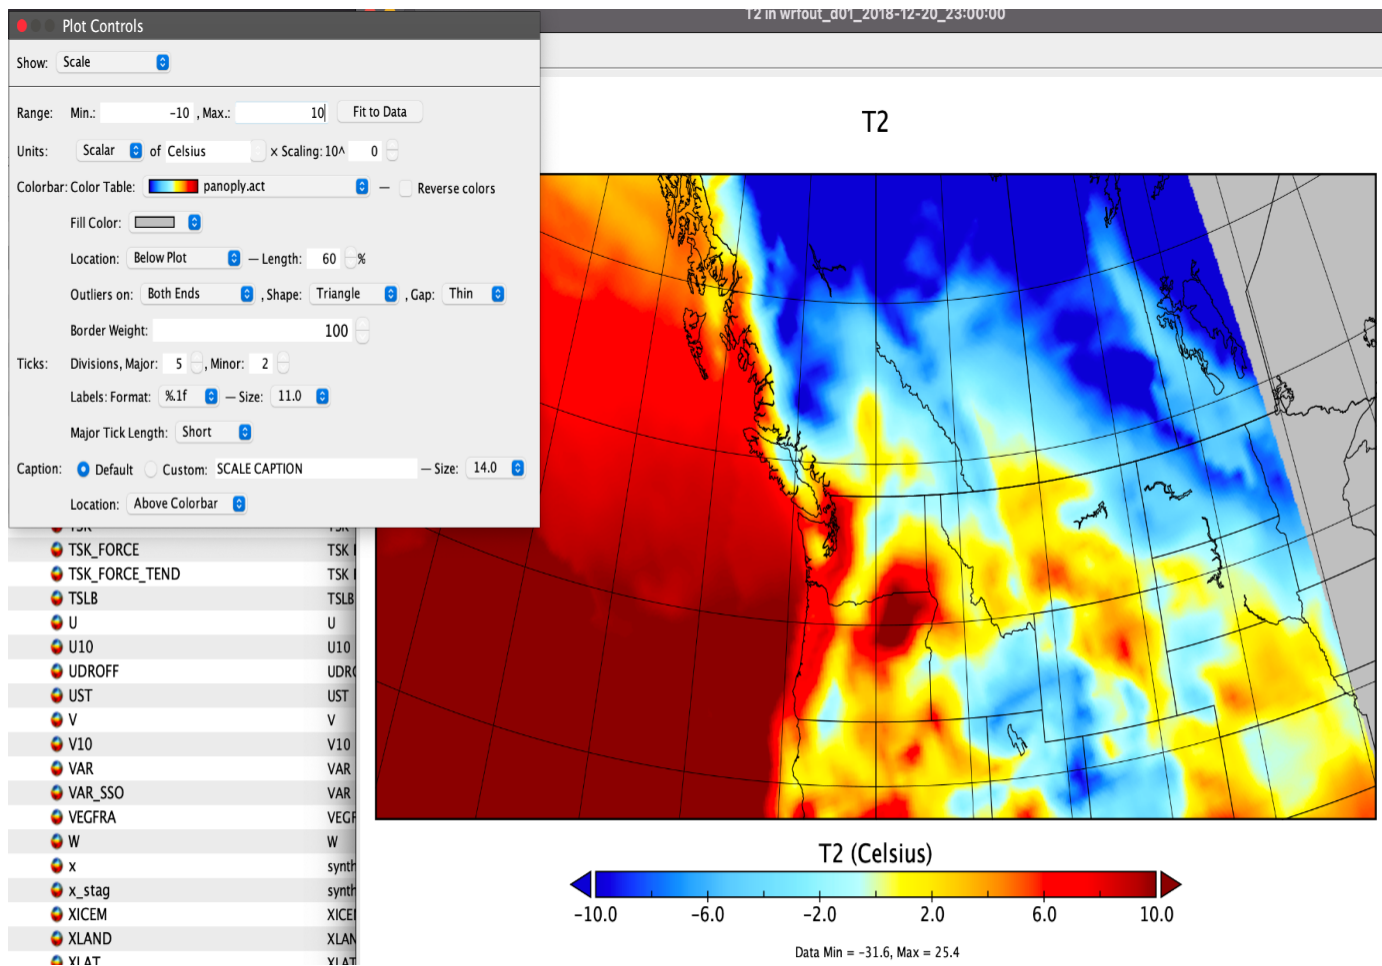 T2 in wrfout_d01_2018-12-20_23:00:00
Plot Controls
Show: Scale
Range: Min.: -10 , Max.: 10 Fit to Data
Units: Scalar of Celsius × Scaling: 10^ 0
Colorbar: Color Table: panoply.act — Reverse colors
Fill Color:
Location: Below Plot — Length: 60 %
Outliers on: Both Ends , Shape: Triangle , Gap: Thin
Border Weight: 100
Ticks: Divisions, Major: 5 , Minor: 2
Labels: Format: %.1f — Size: 11.0
Major Tick Length: Short
Caption: Default Custom: SCALE CAPTION — Size: 14.0
Location: Above Colorbar
TSK TSK
TSK_FORCE TSK
TSK_FORCE_TEND TSK
TSLB TSLB
U U
U10 U10
UDROFF UDR
UST UST
V V
V10 V10
VAR VAR
VAR_SSO VAR
VEGFRA VEGF
W W
x synth
x_stag synth
XICEM XICE
XLAND XLAN
XLAT XLAT
T2
T2 (Celsius)
-10.0 -6.0 -2.0 2.0 6.0 10.0
Data Min = -31.6, Max = 25.4